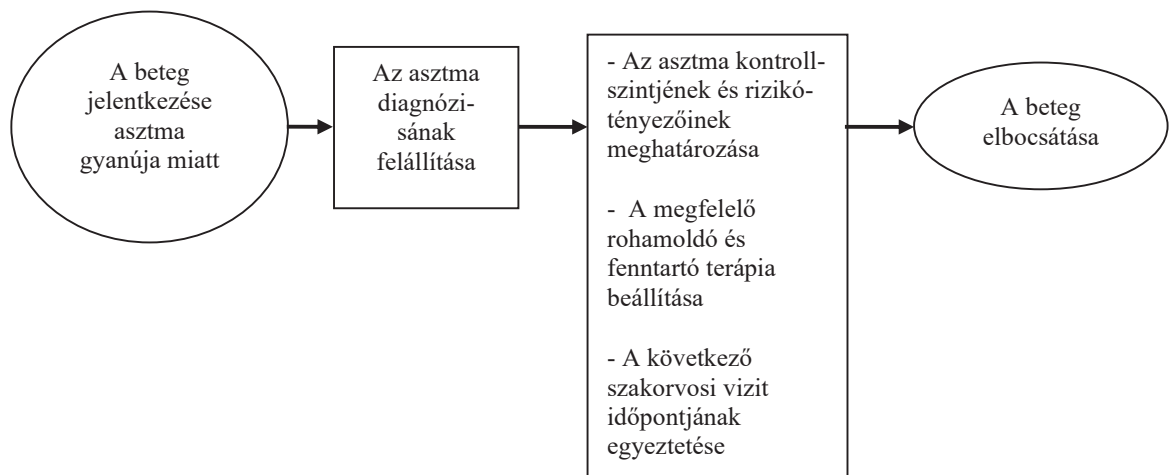 A beteg
jelentkezése
asztma
gyanúja miatt
Az asztma
diagnózi-
sának
felállítása
- Az asztma kontroll-
szintjének és rizikó-
tényezőinek
meghatározása
- A megfelelő
rohamoldó és
fenntartó terápia
beállítása
- A következő
szakorvosi vizit
időpontjának
egyeztetése
A beteg
elbocsátása